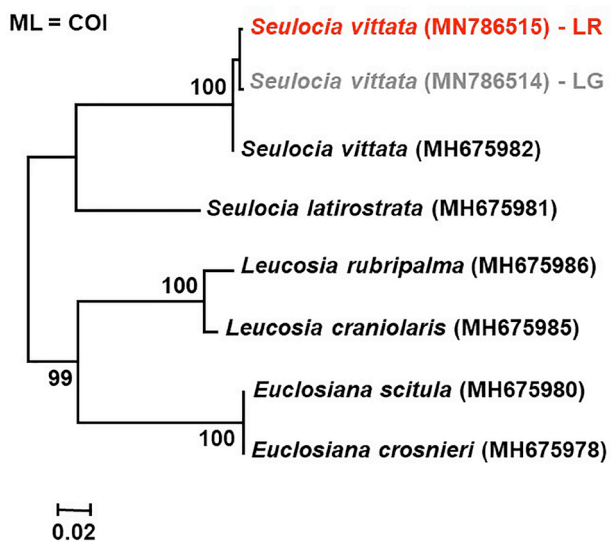 ML = COI
Seulocia vittata (MN786515) - LR
100
Seulocia vittata (MN786514) - LG
Seulocia vittata (MH675982)
Seulocia latirostrata (MH675981)
Leucosia rubripalma (MH675986)
100
Leucosia craniolaris (MH675985)
99
Euclosiana scitula (MH675980)
100
Euclosiana crosnieri (MH675978)
0.02